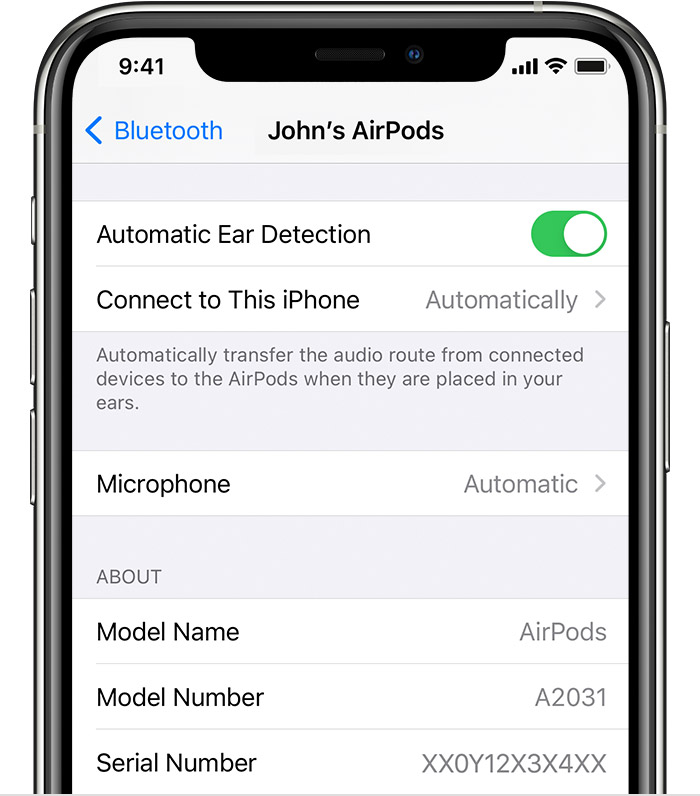 9:41
Bluetooth John’s AirPods
Automatic Ear Detection
Connect to This iPhone Automatically
Automatically transfer the audio route from connected
devices to the AirPods when they are placed in your
ears.
Microphone Automatic
ABOUT
Model Name AirPods
Model Number A2031
Serial Number XX0Y12X3X4XX